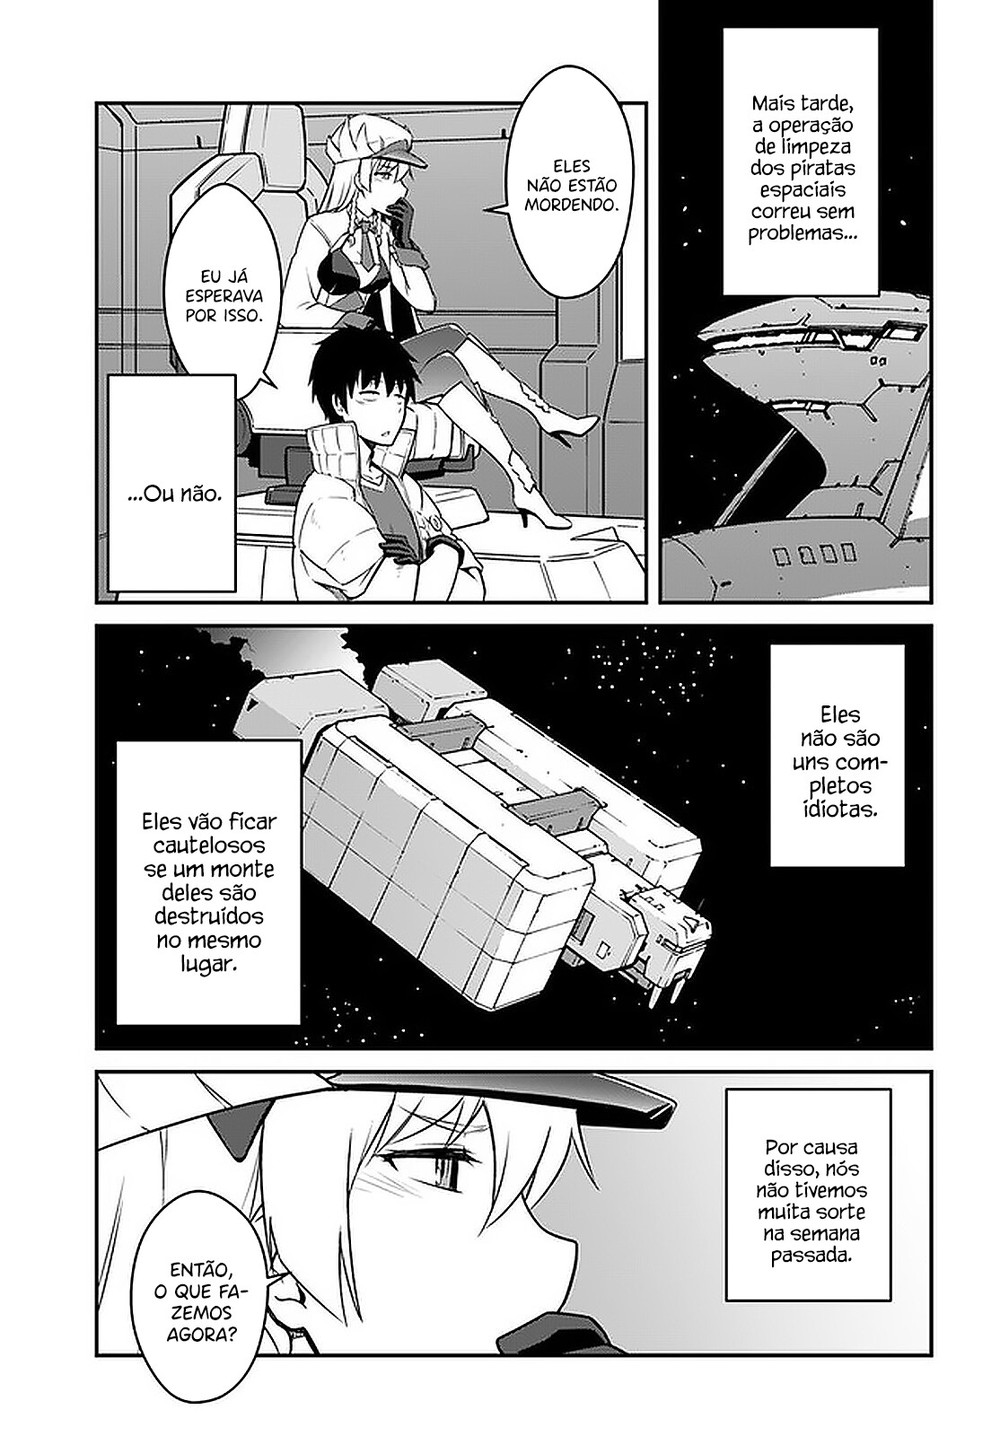 Mais tarde,
a operação
de limpeza
dos piratas
espaciais
correu sem
problemas...
ELES
NÃO ESTÃO
MORDENDO.
EU JÁ
ESPERAVA
POR ISSO.
...Ou não.
Eles
não são
uns com-
pletos
idiotas.
Eles vão ficar
cautelosos
se um monte
deles são
destruídos
no mesmo
lugar.
Por causa
disso, nós
não tivemos
muita sorte
na semana
passada.
ENTÃO,
O QUE FA-
ZEMOS
AGORA?